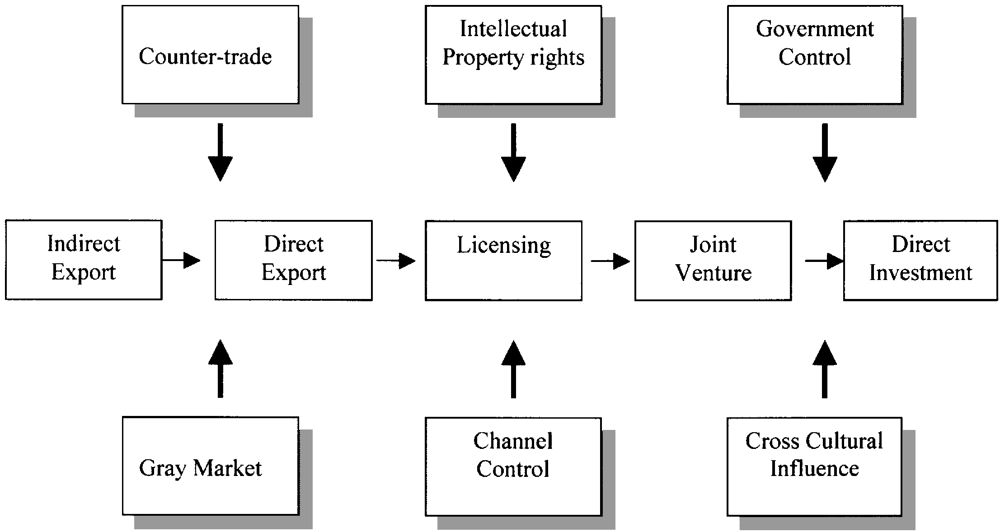 Counter-trade
Intellectual
Property rights
Government
Control
Indirect
Export
Direct
Export
Licensing
Joint
Venture
Direct
Investment
Gray Market
Channel
Control
Cross Cultural
Influence